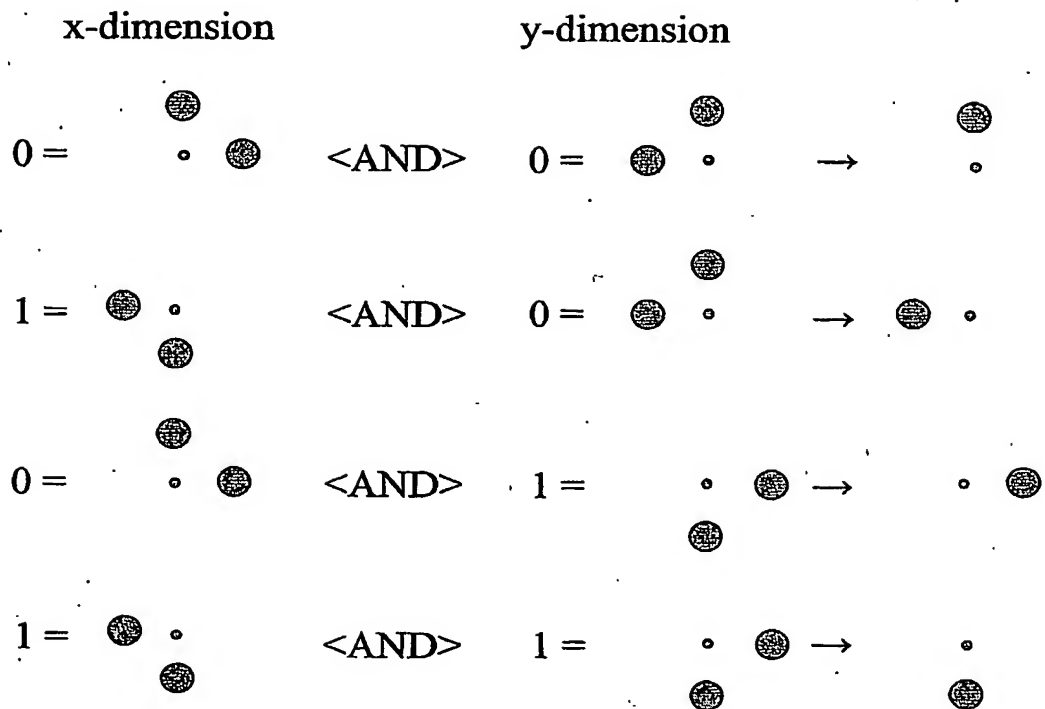 x-dimension y-dimension
0 = <AND> 0 = →
1 = <AND> 0 = →
0 = <AND> 1 = →
1 = <AND> 1 = →